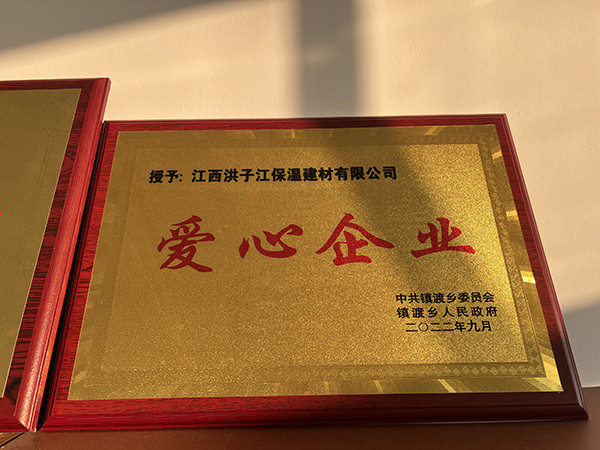 授予: 江西洪子江保温建材有限公司
爱心企业
中共镇渡乡委员会
镇渡乡人民政府
二〇二二年九月